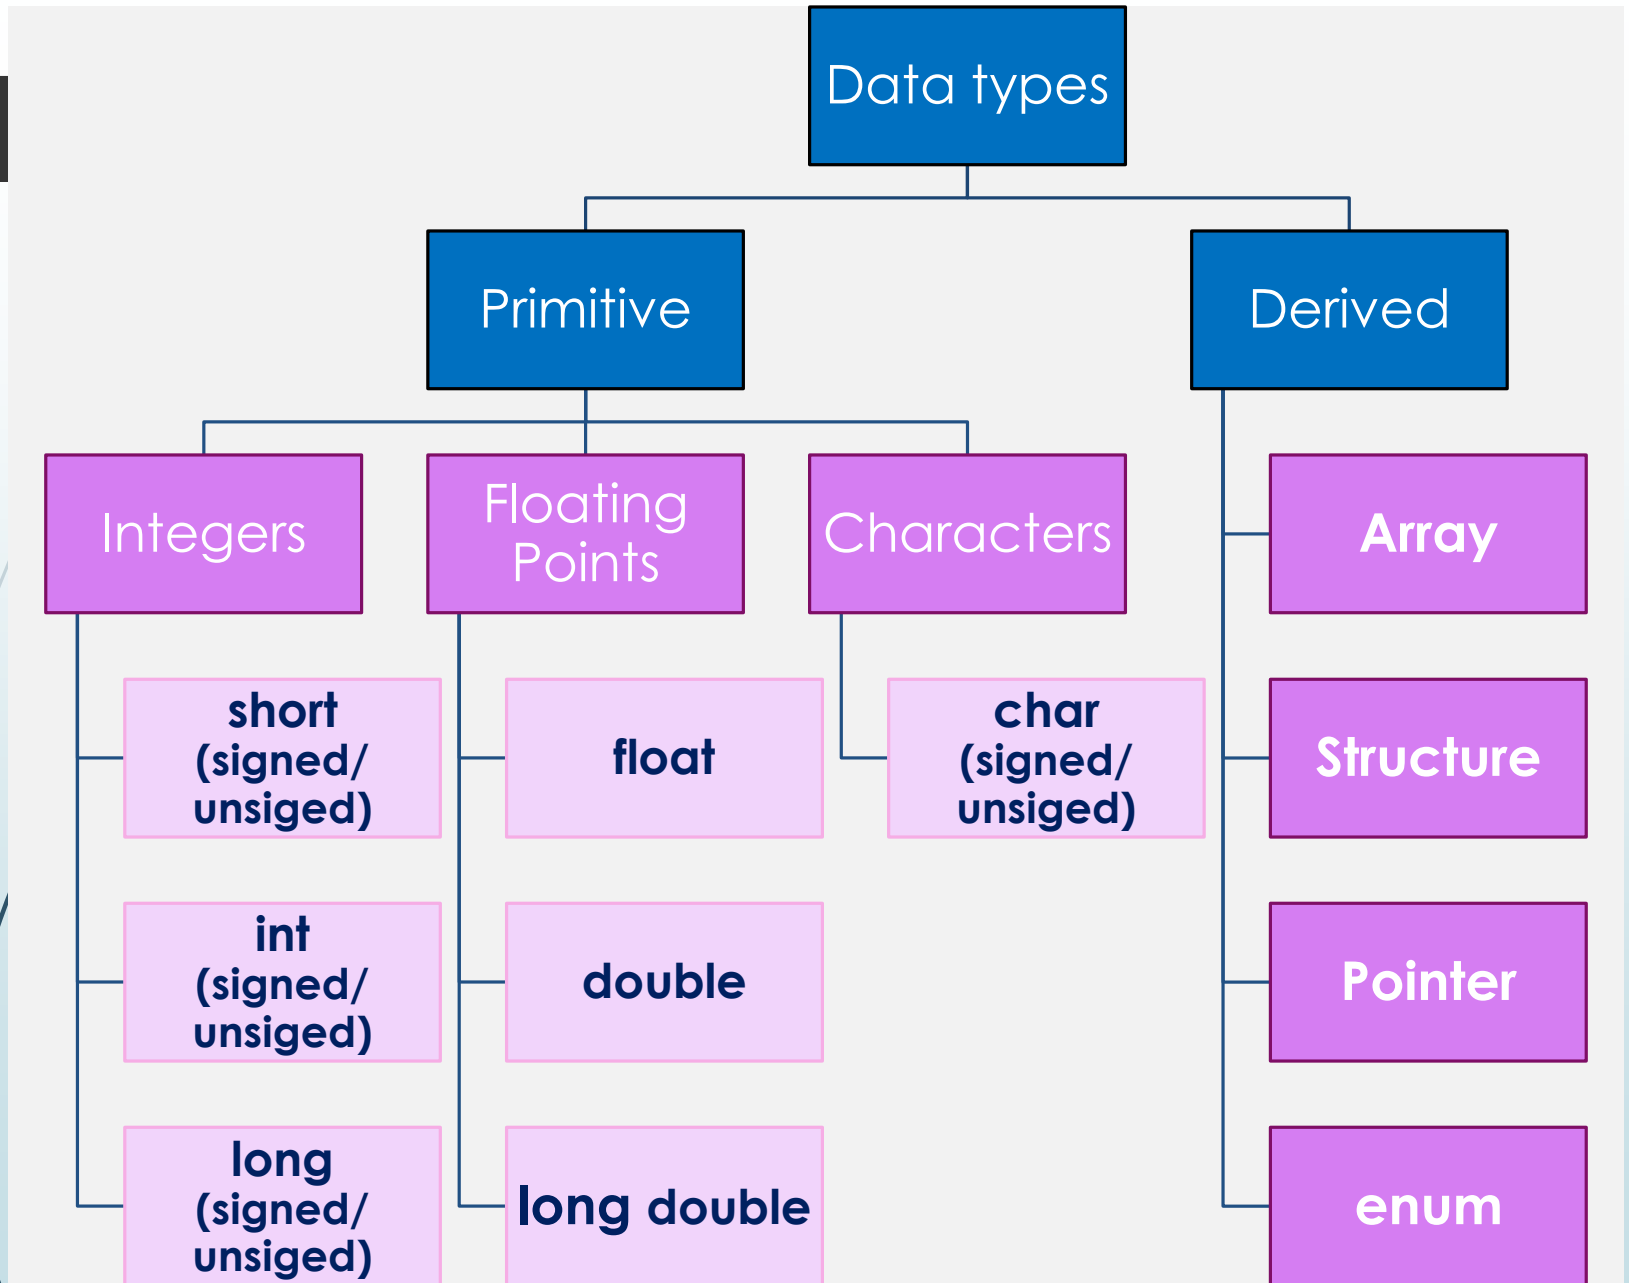 Data types
Primitive
Derived
Integers
Floating
Points
Characters
Array
short
(signed/
unsiged)
float
char
(signed/
unsiged)
Structure
int
(signed/
unsiged)
double
Pointer
long
(signed/
unsiged)
long double
enum